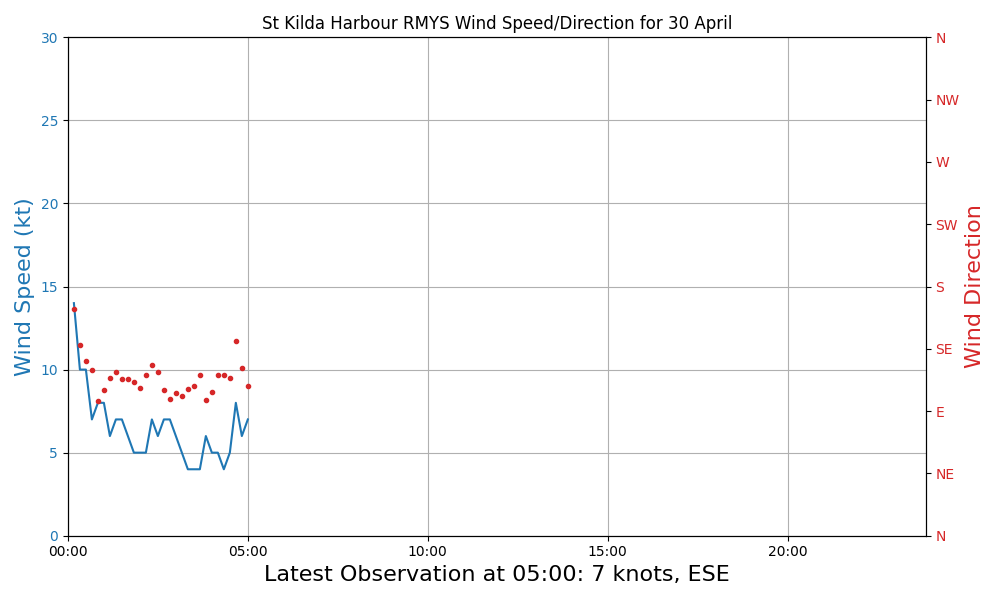 St Kilda Harbour RMYS Wind Speed/Direction for 30 April
30
25
20
15
10
5
0
Wind Speed (kt)
N
NW
W
SW
S
SE
E
NE
N
Wind Direction
00:00 05:00 10:00 15:00 20:00
Latest Observation at 05:00: 7 knots, ESE